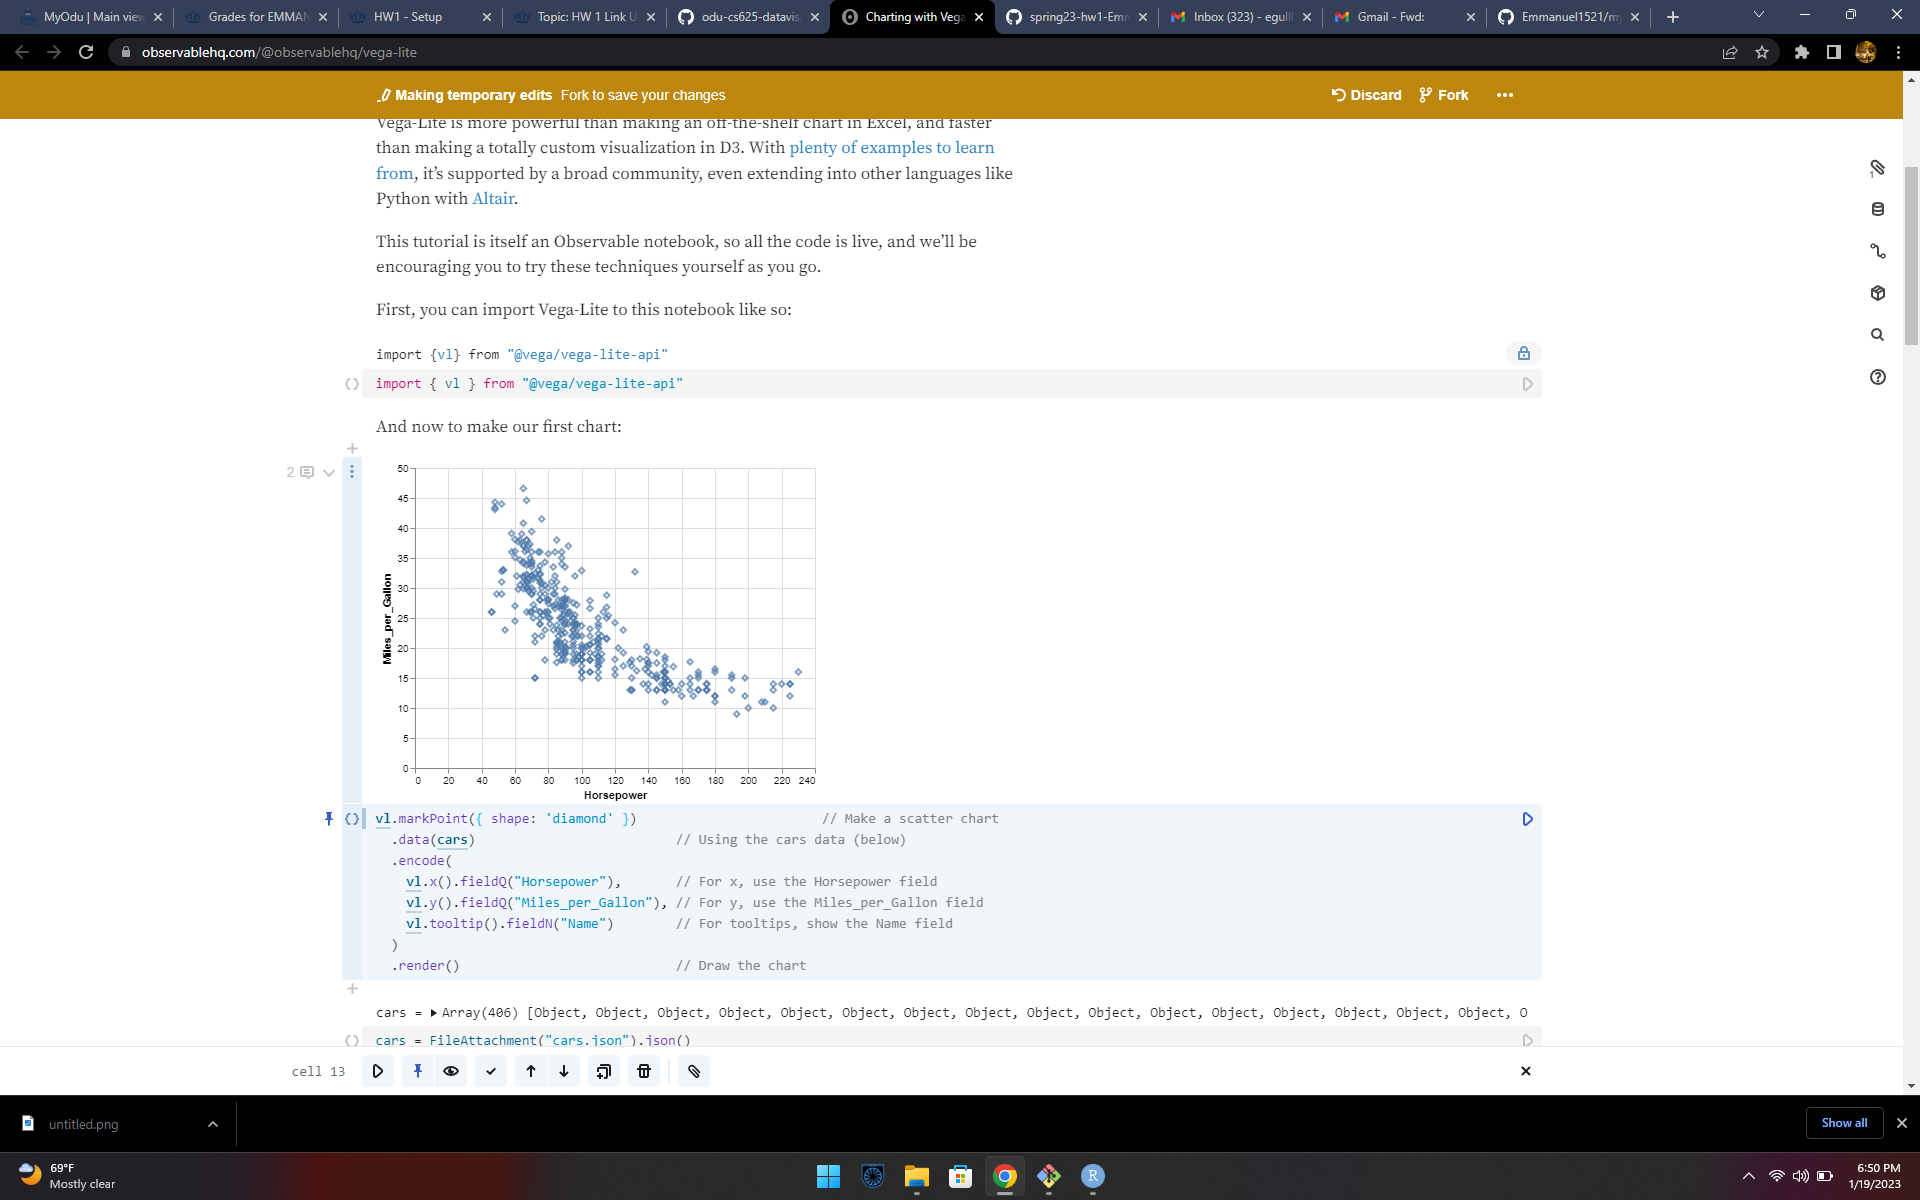 MyOdu | Main view
Grades for EMMAN
HW1 - Setup
Topic: HW 1 Link U
odu-cs625-datavis
Charting with Vega
spring23-hw1-Emm
Inbox (323) - egull
Gmail - Fwd:
Emmanuel1521/my
observablehq.com/@observablehq/vega-lite
Making temporary edits Fork to save your changes
Discard Fork
Vega-Lite is more powerful than making an off-the-shelf chart in Excel, and faster
than making a totally custom visualization in D3. With plenty of examples to learn
from, it’s supported by a broad community, even extending into other languages like
Python with Altair.
This tutorial is itself an Observable notebook, so all the code is live, and we’ll be
encouraging you to try these techniques yourself as you go.
First, you can import Vega-Lite to this notebook like so:
import {vl} from "@vega/vega-lite-api"
{} import { vl } from "@vega/vega-lite-api"
And now to make our first chart:
2
50
45
40
35
30
25
20
15
10
5
0
Miles_per_Gallon
0 20 40 60 80 100 120 140 160 180 200 220 240
Horsepower
{} vl.markPoint({ shape: 'diamond' }) // Make a scatter chart
.data(cars) // Using the cars data (below)
.encode(
vl.x().fieldQ("Horsepower"), // For x, use the Horsepower field
vl.y().fieldQ("Miles_per_Gallon"), // For y, use the Miles_per_Gallon field
vl.tooltip().fieldN("Name") // For tooltips, show the Name field
)
.render() // Draw the chart
cars = Array(406) [Object, Object, Object, Object, Object, Object, Object, Object, Object, Object, Object, Object, Object, Object, Object, Object, O
{} cars = FileAttachment("cars.json").json()
cell 13
untitled.png
Show all
69°F
Mostly clear
6:50 PM
1/19/2023